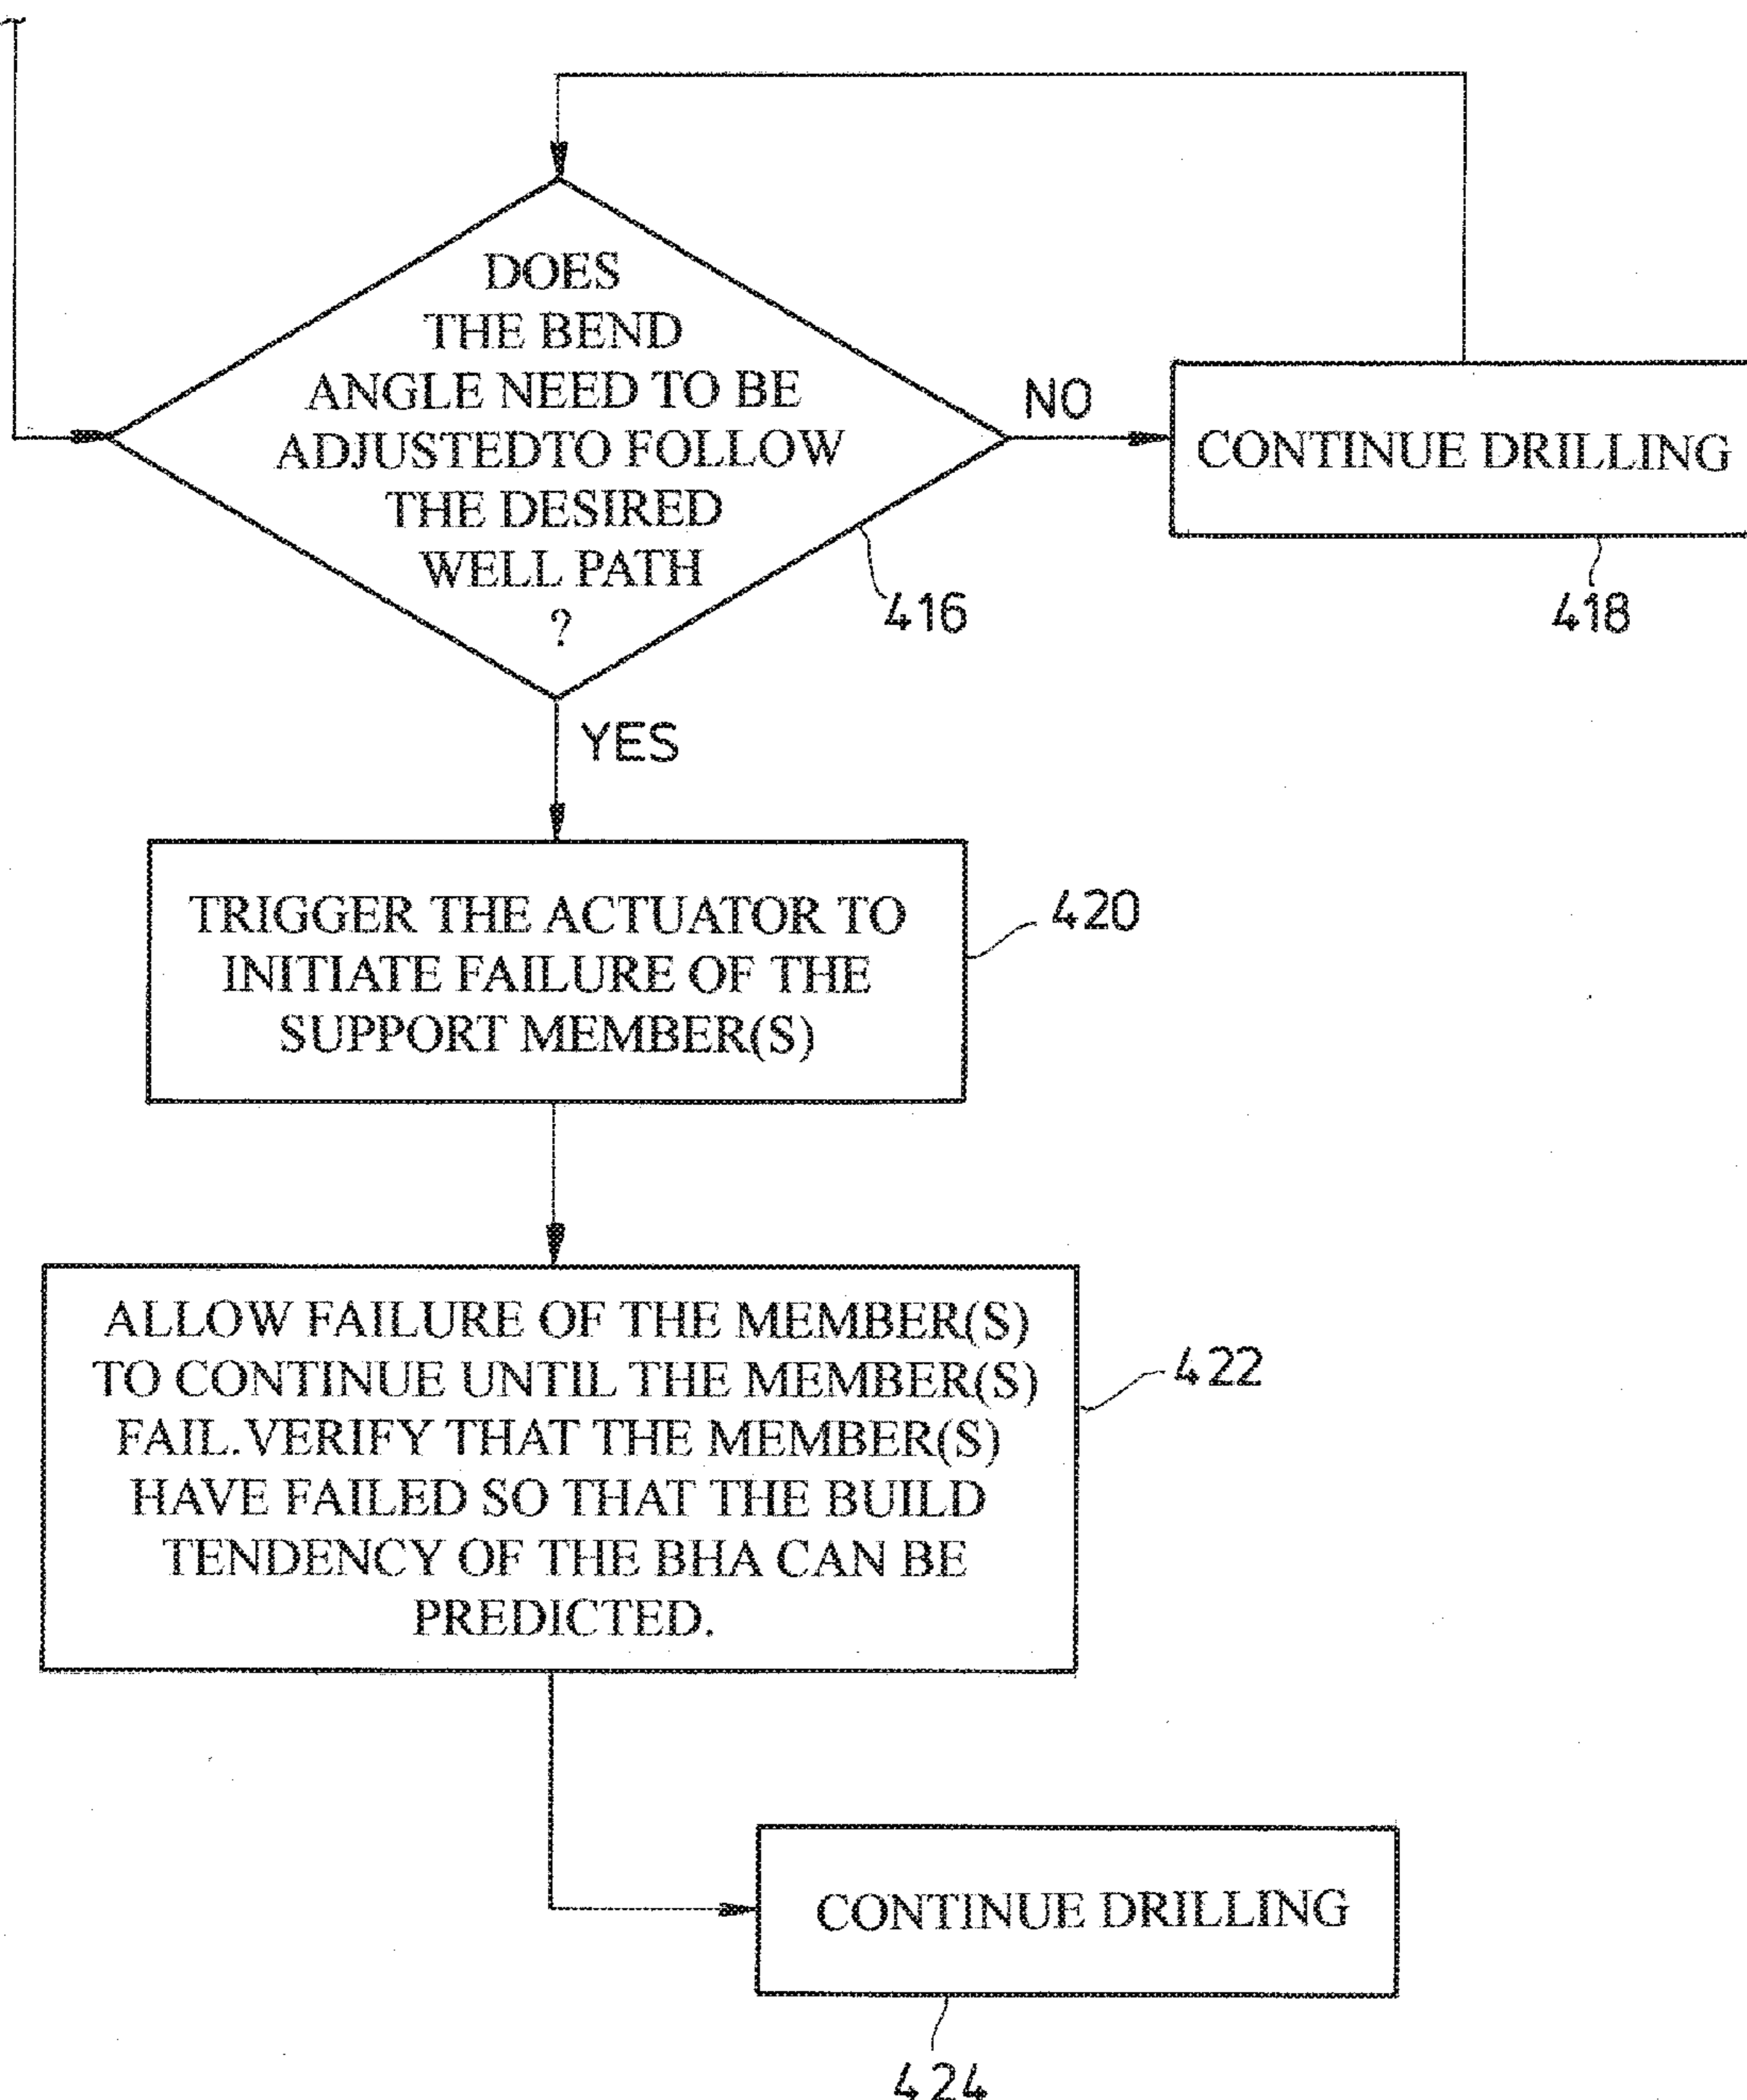 DOES
THE BEND
ANGLE NEED TO BE
ADJUSTEDTO FOLLOW
THE DESIRED
WELL PATH
?
416
NO
CONTINUE DRILLING
418
YES
TRIGGER THE ACTUATOR TO
INITIATE FAILURE OF THE
SUPPORT MEMBER(S)
420
ALLOW FAILURE OF THE MEMBER(S)
TO CONTINUE UNTIL THE MEMBER(S)
FAIL.VERIFY THAT THE MEMBER(S)
HAVE FAILED SO THAT THE BUILD
TENDENCY OF THE BHA CAN BE
PREDICTED.
422
CONTINUE DRILLING
424